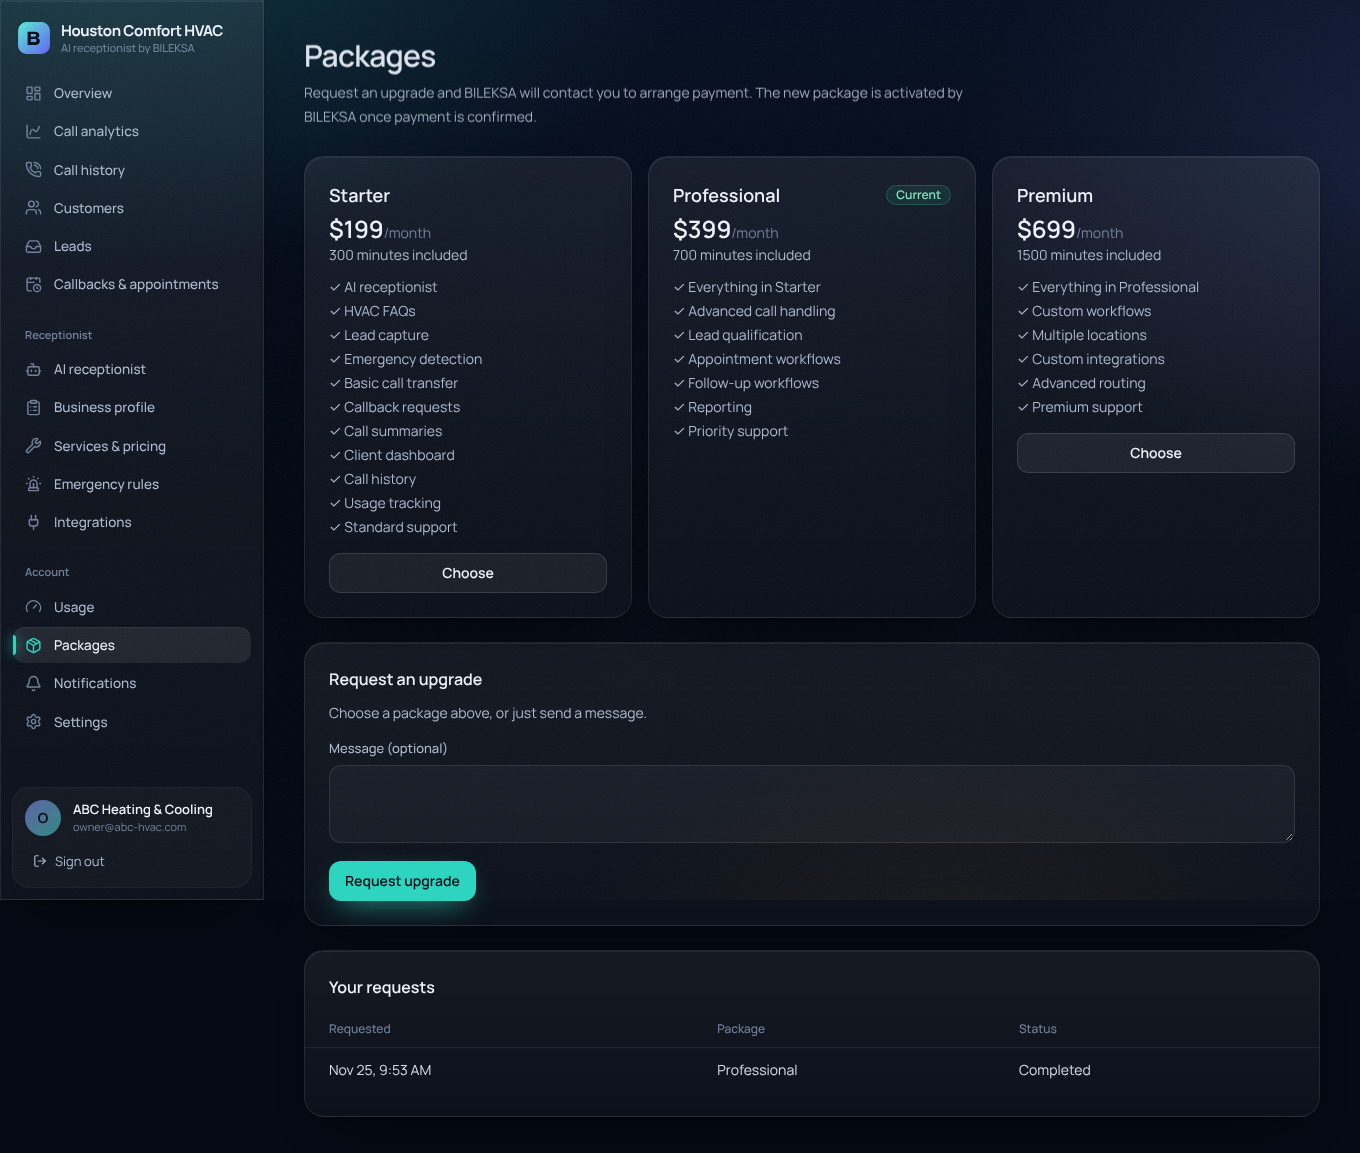 B
Houston Comfort HVAC
AI receptionist by BILEKSA
Overview
Call analytics
Call history
Customers
Leads
Callbacks & appointments
Receptionist
AI receptionist
Business profile
Services & pricing
Emergency rules
Integrations
Account
Usage
Packages
Notifications
Settings
O
ABC Heating & Cooling
owner@abc-hvac.com
Sign out
Packages
Request an upgrade and BILEKSA will contact you to arrange payment. The new package is activated by
BILEKSA once payment is confirmed.
Starter
$199/month
300 minutes included
✓ AI receptionist
✓ HVAC FAQs
✓ Lead capture
✓ Emergency detection
✓ Basic call transfer
✓ Callback requests
✓ Call summaries
✓ Client dashboard
✓ Call history
✓ Usage tracking
✓ Standard support
Choose
Professional
Current
$399/month
700 minutes included
✓ Everything in Starter
✓ Advanced call handling
✓ Lead qualification
✓ Appointment workflows
✓ Follow-up workflows
✓ Reporting
✓ Priority support
Premium
$699/month
1500 minutes included
✓ Everything in Professional
✓ Custom workflows
✓ Multiple locations
✓ Custom integrations
✓ Advanced routing
✓ Premium support
Choose
Request an upgrade
Choose a package above, or just send a message.
Message (optional)
Request upgrade
Your requests
Requested Package Status
Nov 25, 9:53 AM Professional Completed